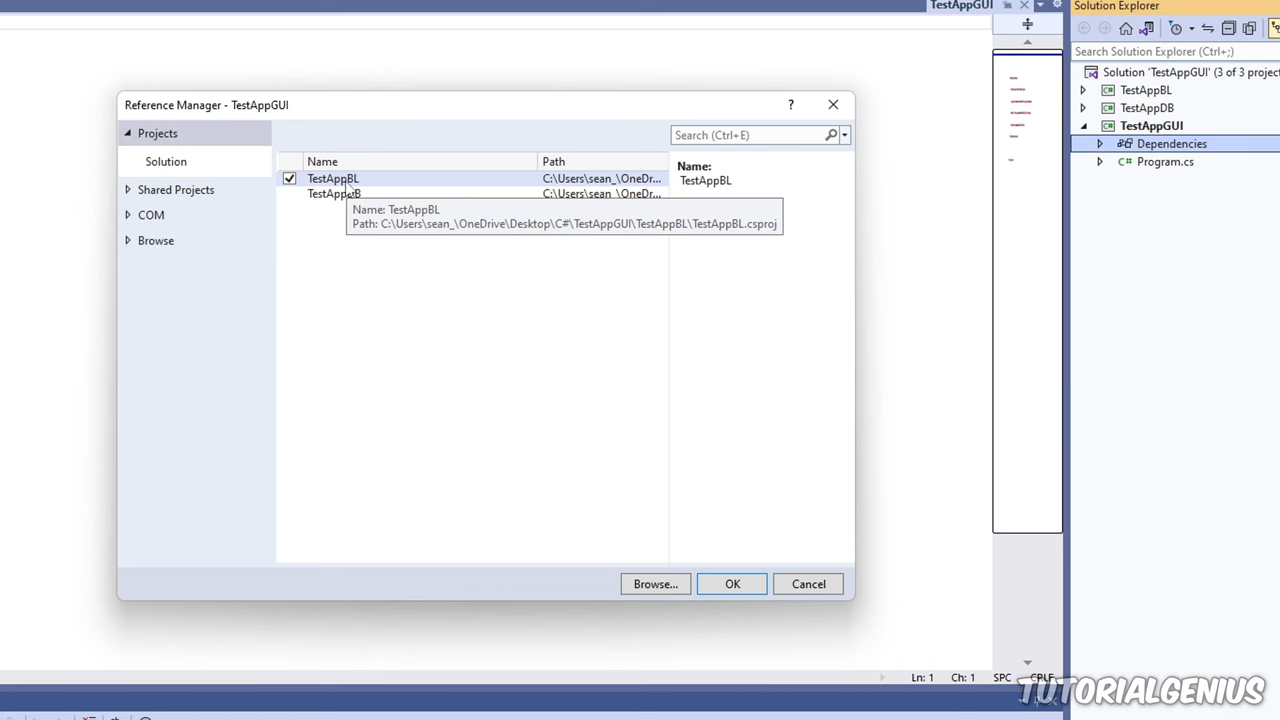 TestAppGUI
Solution Explorer
Search Solution Explorer (Ctrl+;)
Solution 'TestAppGUI' (3 of 3 project
TestAppBL
TestAppDB
TestAppGUI
Dependencies
Program.cs
Reference Manager - TestAppGUI
?
Projects
Solution
Shared Projects
COM
Browse
Search (Ctrl+E)
Name Path
TestAppBL C:\Users\sean_\OneDr...
C:\Users\sean_\OneDr...
Name: TestAppBL
Path: C:\Users\sean_\OneDrive\Desktop\C#\TestAppGUI\TestAppBL\TestAppBL.csproj
Name:
TestAppBL
Browse... OK Cancel
Ln: 1 Ch: 1 SPC CRLF
TUTORIALGENIUS